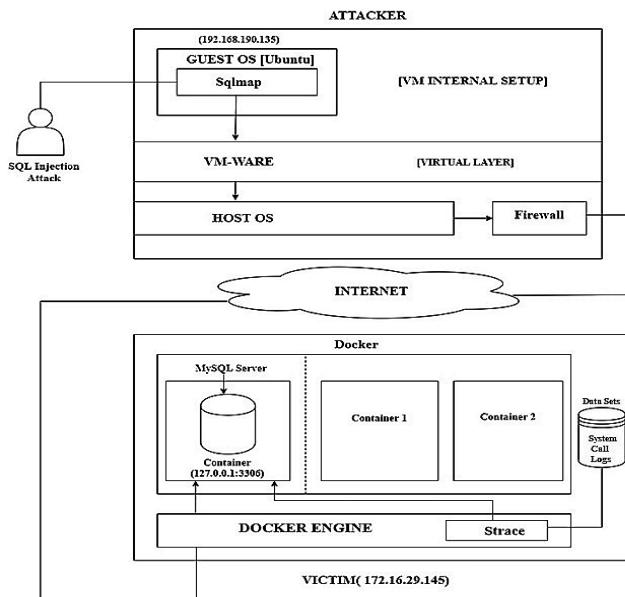 ATTACKER
(192.168.190.135)
GUEST OS [Ubuntu]
Sqlmap
[VM INTERNAL SETUP]
SQL Injection
Attack
VM-WARE
[VIRTUAL LAYER]
HOST OS
Firewall
INTERNET
Docker
MySQL Server
Container
(127.0.0.1:3306)
Container 1
Container 2
Data Sets
System
Call
Logs
DOCKER ENGINE
Strace
VICTIM( 172.16.29.145)